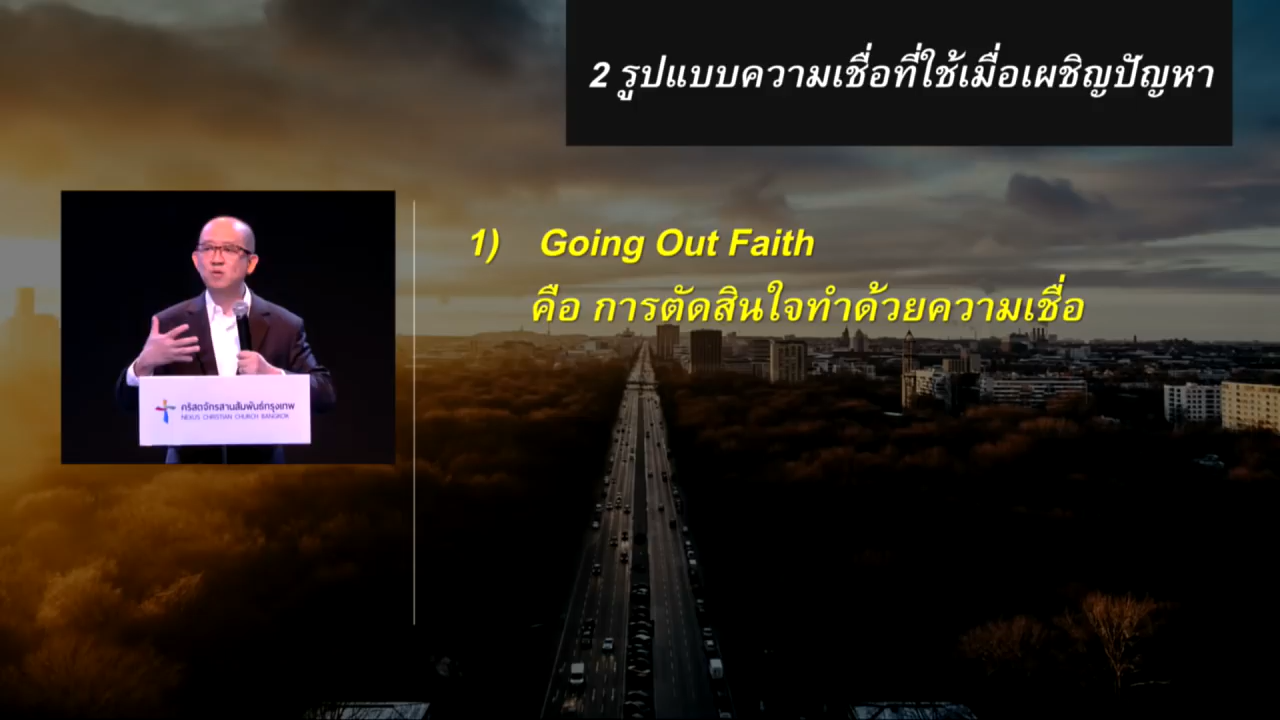 2 รูปแบบความเชื่อที่ใช้เมื่อเผชิญปัญหา
1) Going Out Faith
คือ การตัดสินใจทำด้วยความเชื่อ
คริสตจักรสานสัมพันธ์กรุงเทพ
NEXUS CHRISTIAN CHURCH BANGKOK